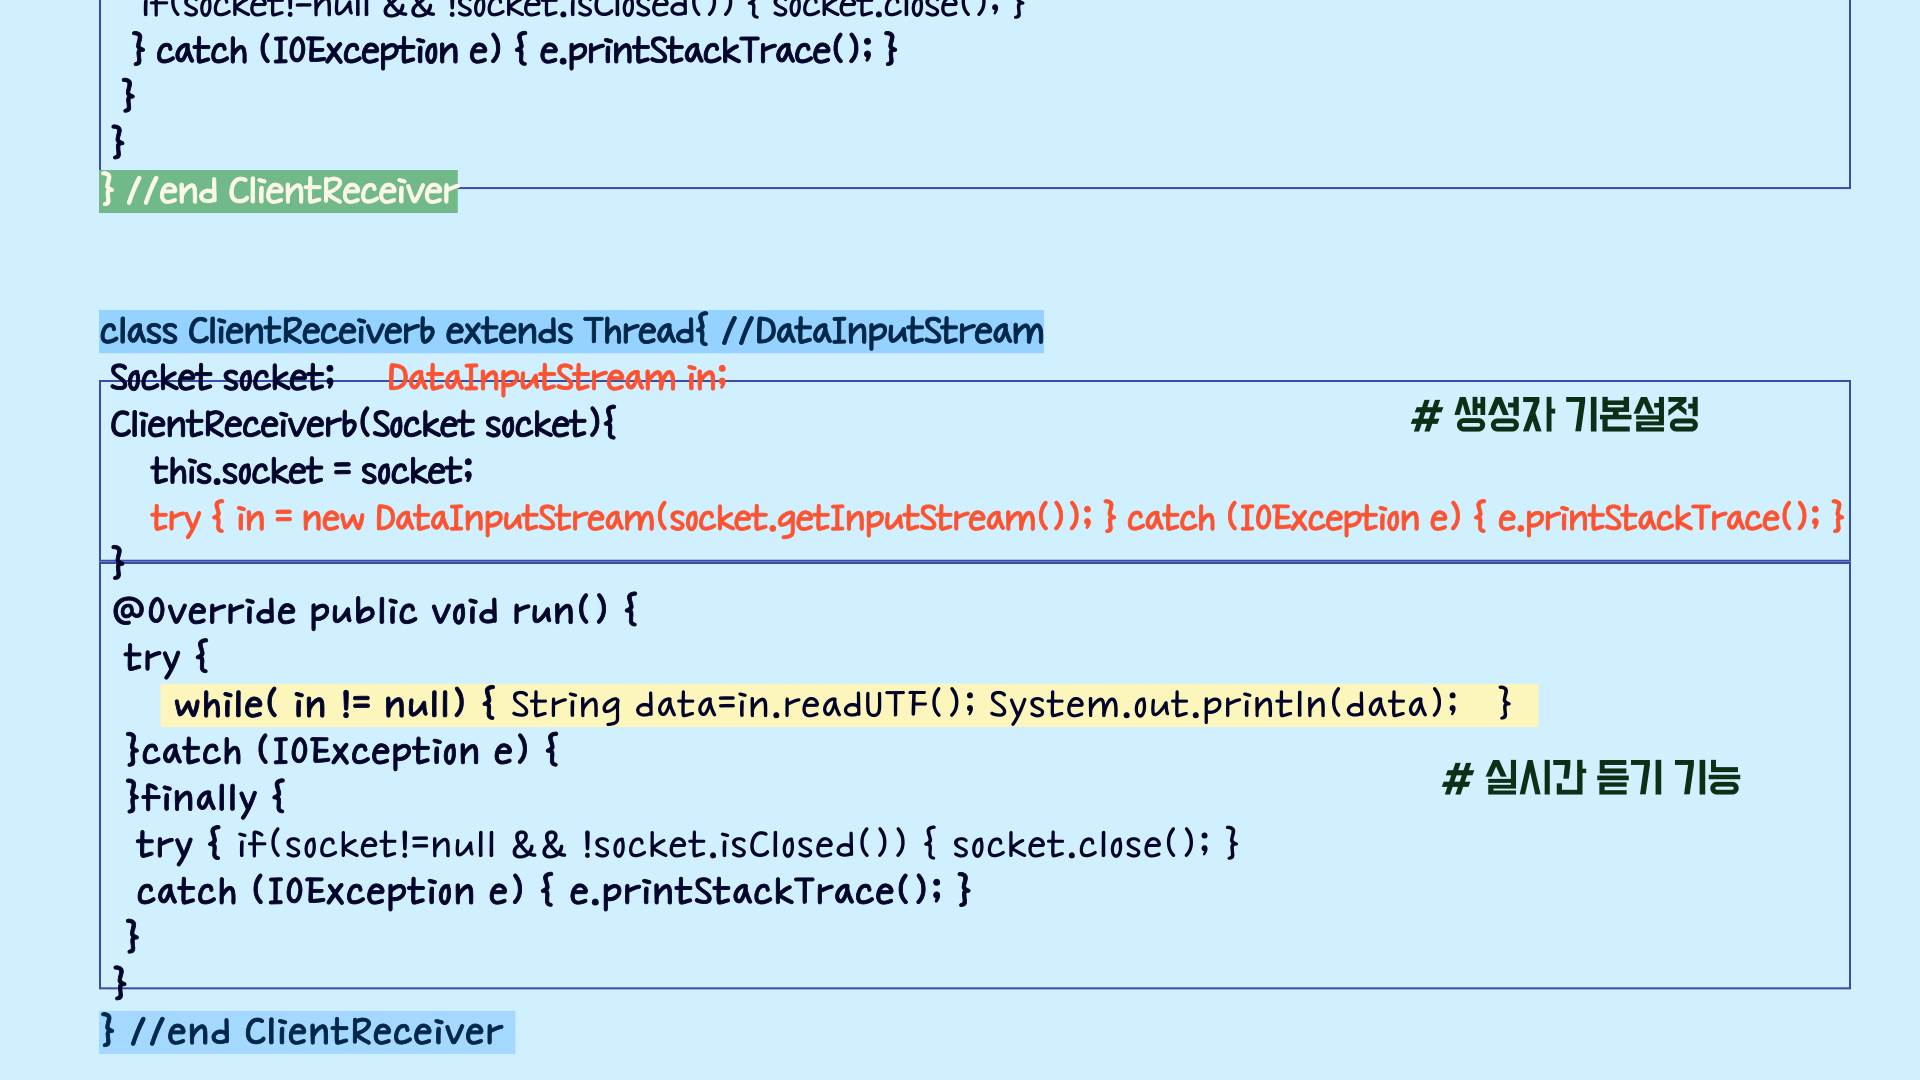 if(socket!=null && !socket.isClosed()) { socket.close(); }
} catch (IOException e) { e.printStackTrace(); }
}
}
} //end ClientReceiver
class ClientReceiverb extends Thread{ //DataInputStream
Socket socket; DataInputStream in;
ClientReceiverb(Socket socket){
# 생성자 기본설정
this.socket = socket;
try { in = new DataInputStream(socket.getInputStream()); } catch (IOException e) { e.printStackTrace(); }
}
@Override public void run() {
try {
while( in != null) { String data=in.readUTF(); System.out.println(data); }
}catch (IOException e) {
# 실시간 듣기 기능
}finally {
try { if(socket!=null && !socket.isClosed()) { socket.close(); }
catch (IOException e) { e.printStackTrace(); }
}
}
} //end ClientReceiver